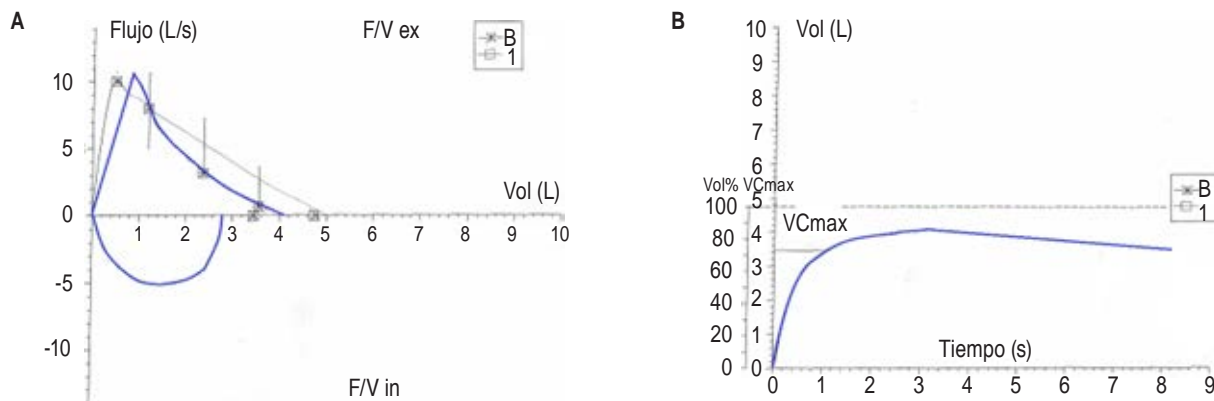 A
Flujo (L/s)
F/V ex
B
1
10
5
0
-5
-10
Vol (L)
1 2 3 4 5 6 7 8 9 10
F/V in
B
Vol (L)
10
9
8
7
6
5
4
3
2
1
0
Vol% VCmax
100
80
60
40
20
0
VCmax
B
1
Tiempo (s)
0 1 2 3 4 5 6 7 8 9